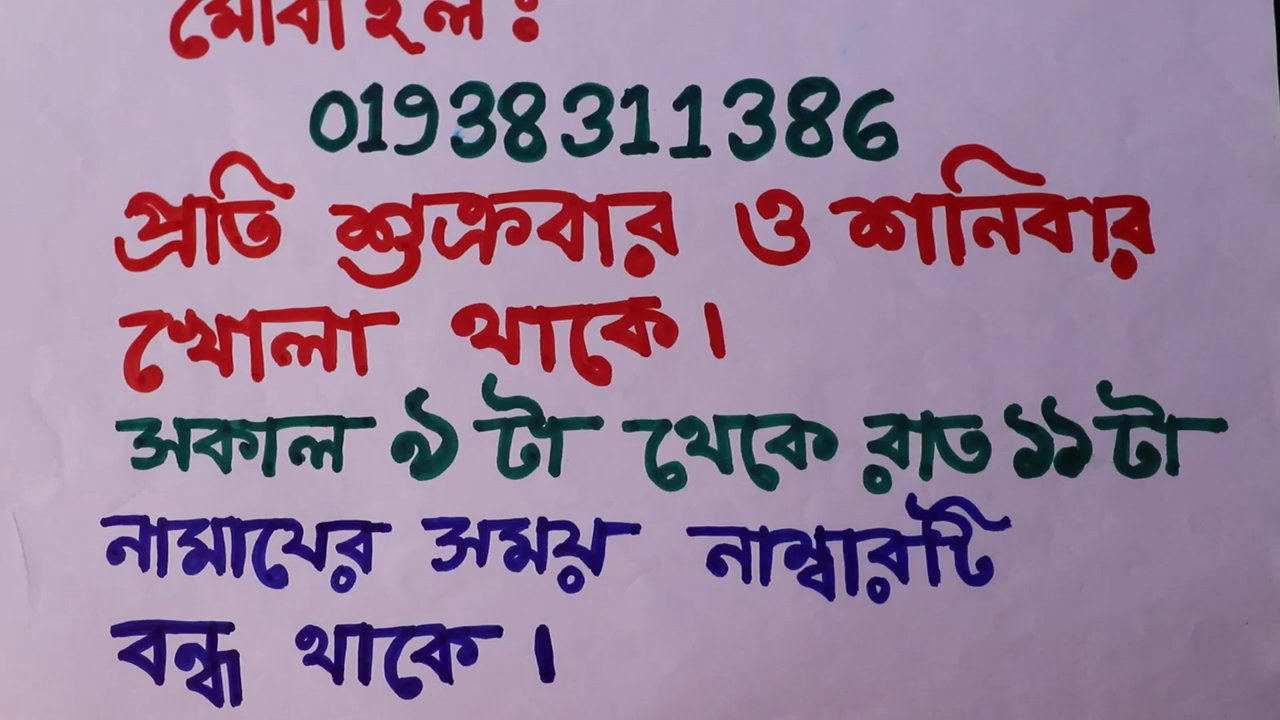 মোবাইল:
01938311386
প্রতি শুক্রবার ও শনিবার
খোলা থাকে।
সকাল ৯ টা থেকে রাত ১১ টা
নামাযের সময় নাম্বারটি
বন্ধ থাকে।